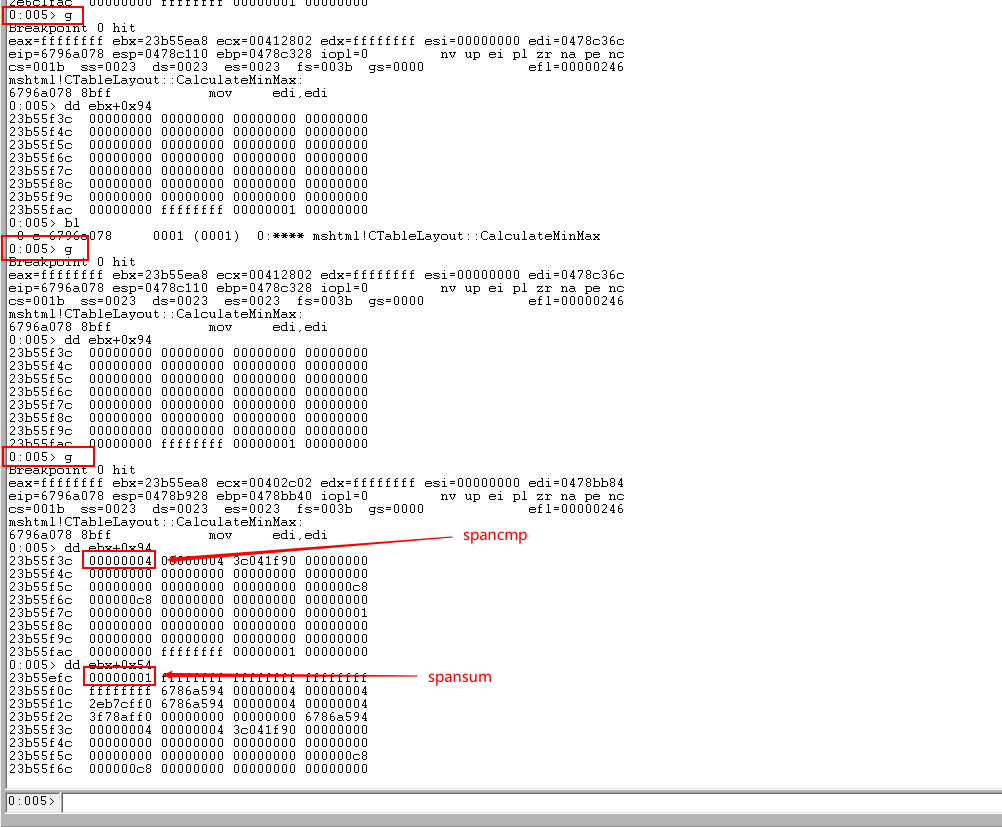 2e6c1fac  00000000 ffffffff 00000001 00000000
0:005> g
Breakpoint 0 hit
eax=ffffffff ebx=23b55ea8 ecx=00412802 edx=ffffffff esi=00000000 edi=0478c36c
eip=6796a078 esp=0478c110 ebp=0478c328 iopl=0         nv up ei pl zr na pe nc
cs=001b  ss=0023  ds=0023  es=0023  fs=003b  gs=0000             efl=00000246
mshtml!CTableLayout::CalculateMinMax:
6796a078 8bff            mov     edi,edi
0:005> dd ebx+0x94
23b55f3c  00000000 00000000 00000000 00000000
23b55f4c  00000000 00000000 00000000 00000000
23b55f5c  00000000 00000000 00000000 00000000
23b55f6c  00000000 00000000 00000000 00000000
23b55f7c  00000000 00000000 00000000 00000000
23b55f8c  00000000 00000000 00000000 00000000
23b55f9c  00000000 00000000 00000000 00000000
23b55fac  00000000 ffffffff 00000001 00000000
0:005> bl
 0 e 6796a078     0001 (0001)  0:**** mshtml!CTableLayout::CalculateMinMax
0:005> g
Breakpoint 0 hit
eax=ffffffff ebx=23b55ea8 ecx=00412802 edx=ffffffff esi=00000000 edi=0478c36c
eip=6796a078 esp=0478c110 ebp=0478c328 iopl=0         nv up ei pl zr na pe nc
cs=001b  ss=0023  ds=0023  es=0023  fs=003b  gs=0000             efl=00000246
mshtml!CTableLayout::CalculateMinMax:
6796a078 8bff            mov     edi,edi
0:005> dd ebx+0x94
23b55f3c  00000000 00000000 00000000 00000000
23b55f4c  00000000 00000000 00000000 00000000
23b55f5c  00000000 00000000 00000000 00000000
23b55f6c  00000000 00000000 00000000 00000000
23b55f7c  00000000 00000000 00000000 00000000
23b55f8c  00000000 00000000 00000000 00000000
23b55f9c  00000000 00000000 00000000 00000000
23b55fac  00000000 ffffffff 00000001 00000000
0:005> g
Breakpoint 0 hit
eax=ffffffff ebx=23b55ea8 ecx=00402c02 edx=ffffffff esi=00000000 edi=0478bb84
eip=6796a078 esp=0478b928 ebp=0478bb40 iopl=0         nv up ei pl zr na pe nc
cs=001b  ss=0023  ds=0023  es=0023  fs=003b  gs=0000             efl=00000246
mshtml!CTableLayout::CalculateMinMax:
6796a078 8bff            mov     edi,edi
spancmp
0:005> dd ebx+0x94
23b55f3c  00000004 00000004 3c041f90 00000000
23b55f4c  00000000 00000000 00000000 00000000
23b55f5c  00000000 00000000 00000000 000000c8
23b55f6c  000000c8 00000000 00000000 00000000
23b55f7c  00000000 00000000 00000000 00000001
23b55f8c  00000000 00000000 00000000 00000000
23b55f9c  00000000 00000000 00000000 00000000
23b55fac  00000000 ffffffff 00000001 00000000
0:005> dd ebx+0x54
23b55efc  00000001 ffffffff ffffffff ffffffff
spansum
23b55f0c  ffffffff 6786a594 00000004 00000004
23b55f1c  2eb7cff0 6786a594 00000004 00000004
23b55f2c  3f78aff0 00000000 00000000 6786a594
23b55f3c  00000004 00000004 3c041f90 00000000
23b55f4c  00000000 00000000 00000000 00000000
23b55f5c  00000000 00000000 00000000 000000c8
23b55f6c  000000c8 00000000 00000000 00000000
0:005>